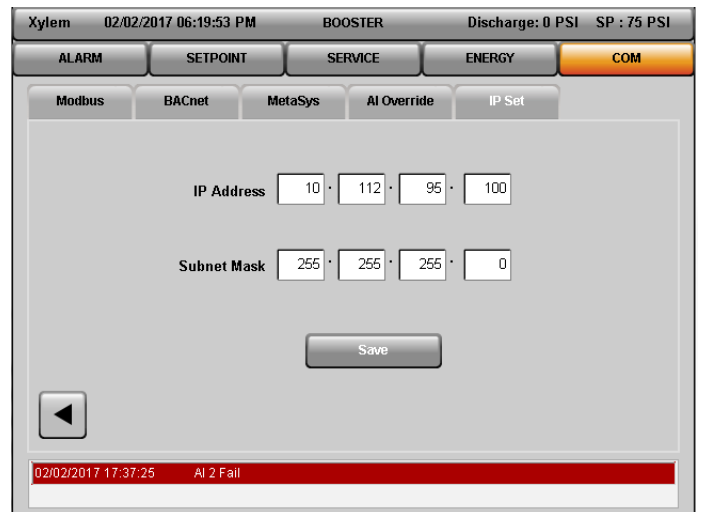 Xylem 02/02/2017 06:19:53 PM BOOSTER Discharge: 0 PSI SP : 75 PSI
ALARM SETPOINT SERVICE ENERGY COM
Modbus BACnet MetaSys AI Override IP Set
IP Address 10 . 112 . 95 . 100
Subnet Mask 255 . 255 . 255 . 0
Save
02/02/2017 17:37:25 AI 2 Fail